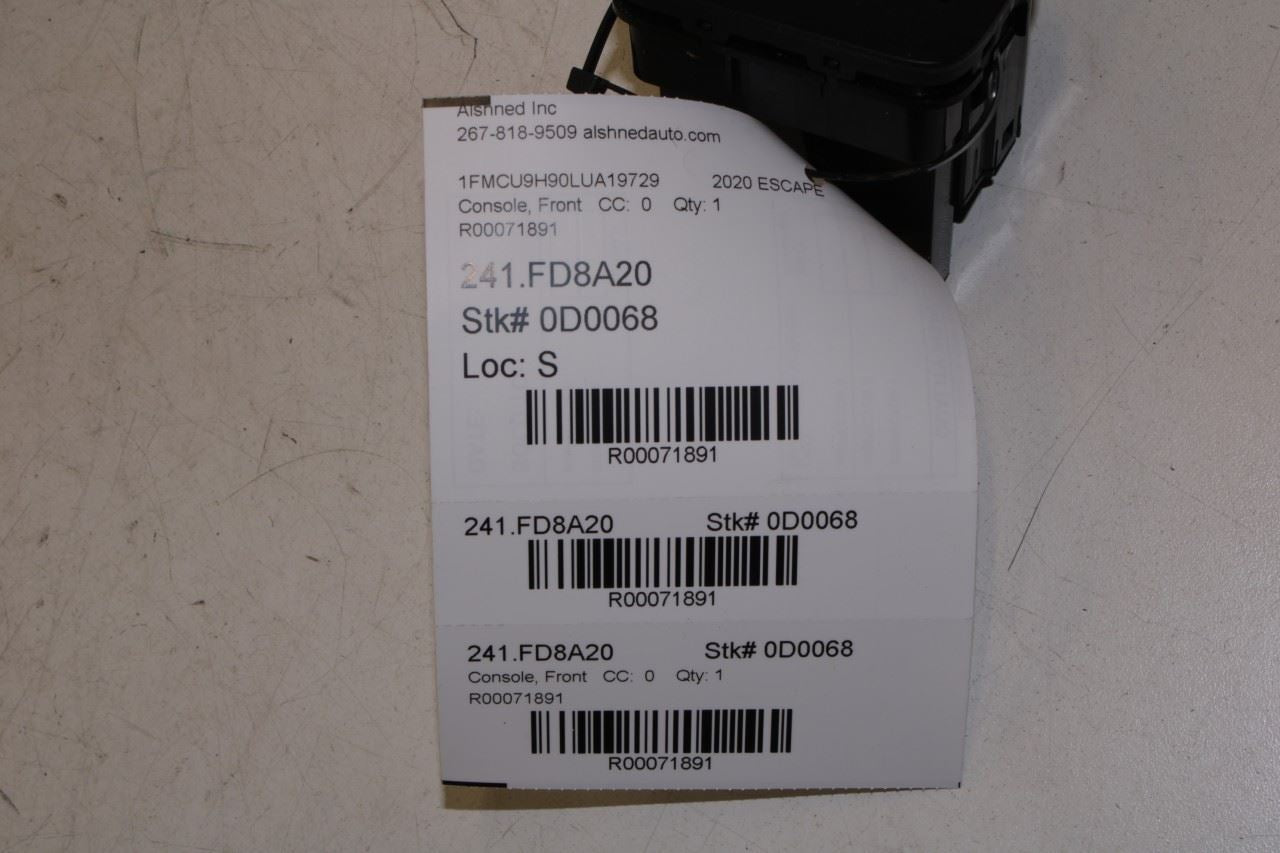 Alshned Inc
267-818-9509 alshnedauto.com
1FMCU9H90LUA19729 2020 ESCAPE
Console, Front CC: 0 Qty: 1
R00071891
241.FD8A20
Stk# 0D0068
Loc: S
R00071891
241.FD8A20 Stk# 0D0068
R00071891
241.FD8A20 Stk# 0D0068
Console, Front CC: 0 Qty: 1
R00071891
R00071891